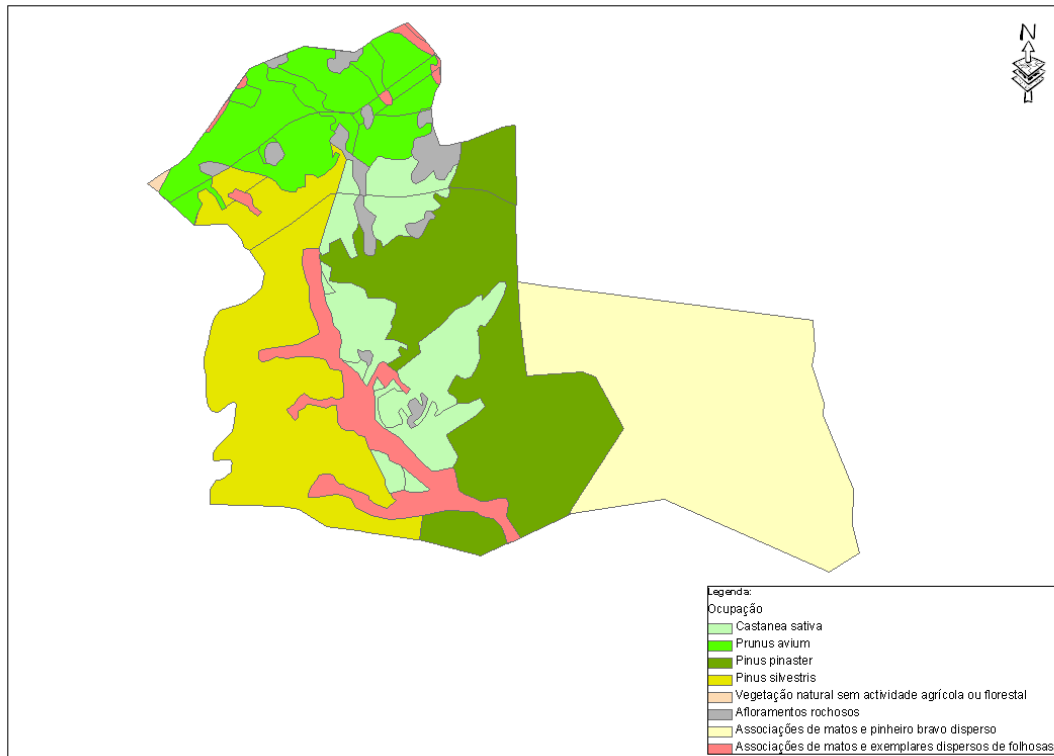 N
Legenda:
Ocupação
Castanea sativa
Prunus avium
Pinus pinaster
Pinus silvestris
Vegetação natural sem actividade agrícola ou florestal
Afloramentos rochosos
Associações de matos e pinheiro bravo disperso
Associações de matos e exemplares dispersos de folhosas